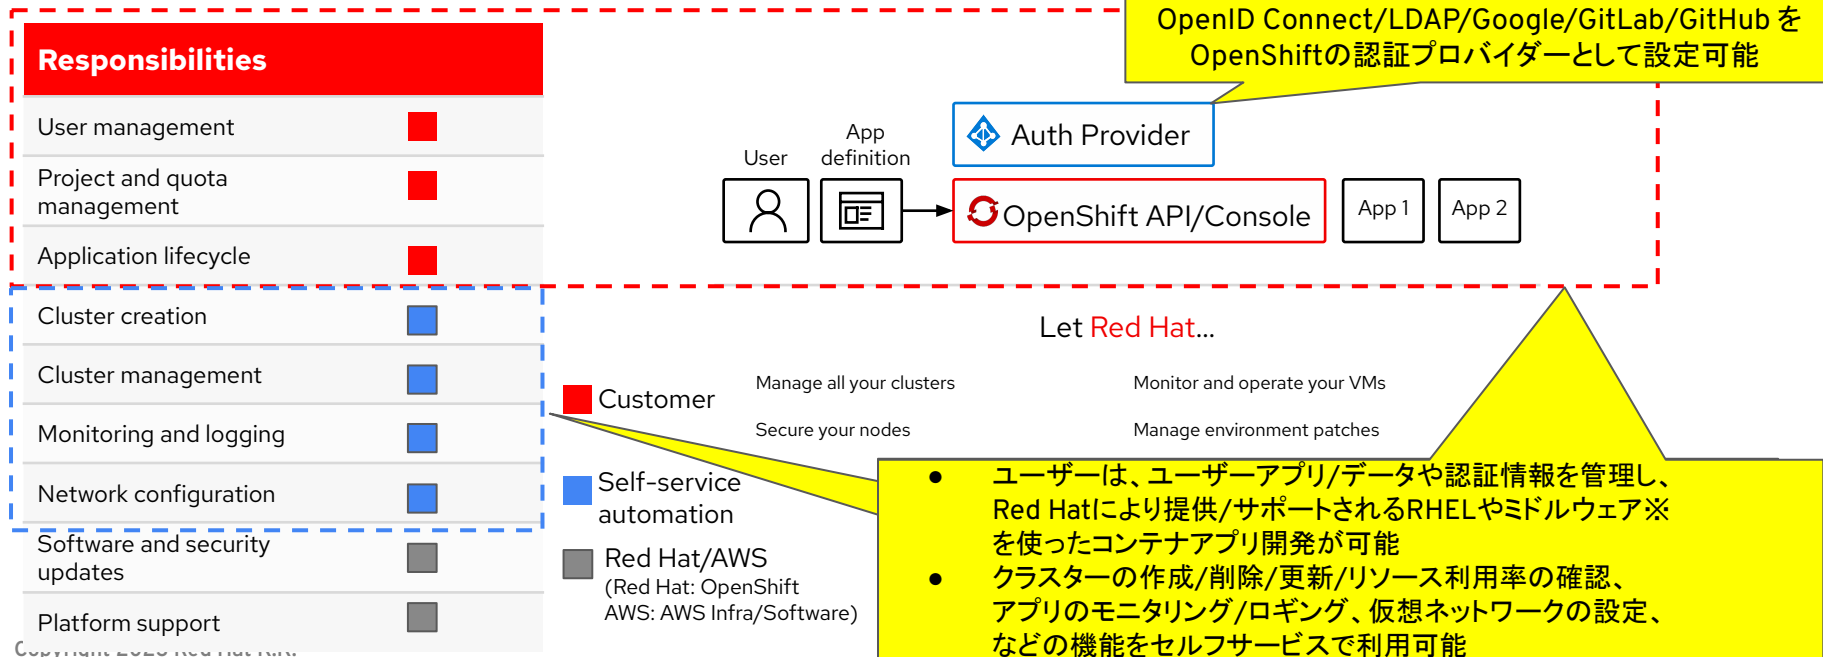 OpenID Connect/LDAP/Google/GitLab/GitHub を
OpenShiftの認証プロバイダーとして設定可能
Responsibilities
User management
Project and quota
management
Application lifecycle
Cluster creation
Cluster management
Monitoring and logging
Network configuration
Software and security
updates
Platform support
User
App
definition
Auth Provider
OpenShift API/Console
App 1
App 2
Let Red Hat...
Manage all your clusters
Monitor and operate your VMs
Secure your nodes
Manage environment patches
Customer
Self-service
automation
Red Hat/AWS
(Red Hat: OpenShift
AWS: AWS Infra/Software)
● ユーザーは、ユーザーアプリ/データや認証情報を管理し、
Red Hatにより提供/サポートされるRHELやミドルウェア※
を使ったコンテナアプリ開発が可能
● クラスターの作成/削除/更新/リソース利用率の確認、
アプリのモニタリング/ロギング、仮想ネットワークの設定、
などの機能をセルフサービスで利用可能